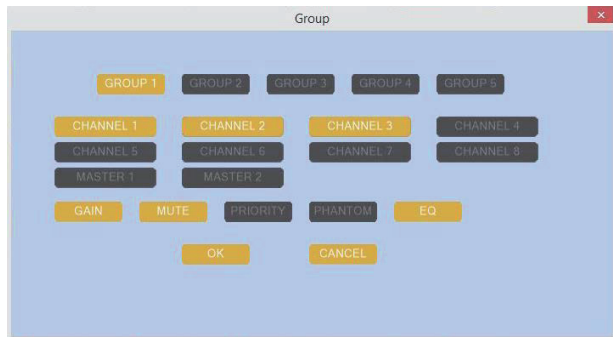 Group
GROUP 1 GROUP 2 GROUP 3 GROUP 4 GROUP 5
CHANNEL 1 CHANNEL 2 CHANNEL 3 CHANNEL 4
CHANNEL 5 CHANNEL 6 CHANNEL 7 CHANNEL 8
MASTER 1 MASTER 2
GAIN MUTE PRIORITY PHANTOM EQ
OK CANCEL